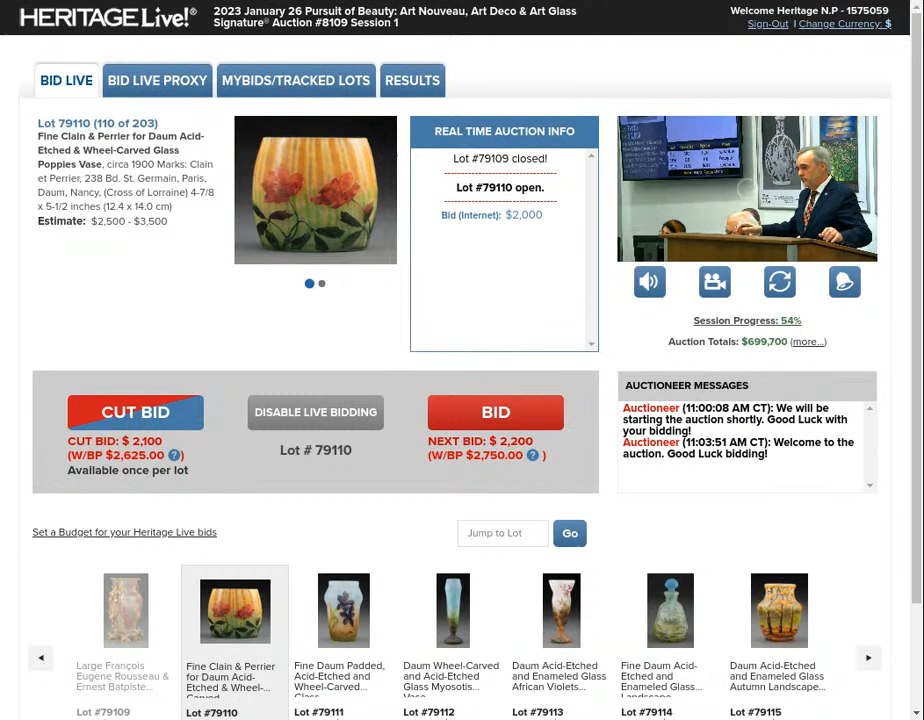 HERITAGE Live!®
2023 January 26 Pursuit of Beauty: Art Nouveau, Art Deco & Art Glass
Signature® Auction #8109 Session 1
Welcome Heritage N.P - 1575059
Sign-Out | Change Currency: $
BID LIVE
BID LIVE PROXY
MYBIDS/TRACKED LOTS
RESULTS
Lot 79110 (110 of 203)
Fine Clain & Perrier for Daum Acid-
Etched & Wheel-Carved Glass
Poppies Vase, circa 1900 Marks: Clain
et Perrier, 238 Bd. St. Germain, Paris,
Daum, Nancy, (Cross of Lorraine) 4-7/8
x 5-1/2 inches (12.4 x 14.0 cm)
Estimate: $2,500 - $3,500
REAL TIME AUCTION INFO
Lot #79109 closed!
Lot #79110 open.
Bid (Internet): $2,000
Session Progress: 54%
Auction Totals: $699,700 (more...)
CUT BID
CUT BID: $ 2,100
(W/BP $2,625.00 ? )
Available once per lot
DISABLE LIVE BIDDING
Lot # 79110
BID
NEXT BID: $ 2,200
(W/BP $2,750.00 ? )
AUCTIONEER MESSAGES
Auctioneer (11:00:08 AM CT): We will be
starting the auction shortly. Good Luck with
your bidding!
Auctioneer (11:03:51 AM CT): Welcome to the
auction. Good Luck bidding!
Set a Budget for your Heritage Live bids
Jump to Lot
Go
Large François
Eugène Rousseau &
Ernest Batpiste...
Lot #79109
Fine Clain & Perrier
for Daum Acid-
Etched & Wheel-...
Lot #79110
Fine Daum Padded,
Acid-Etched and
Wheel-Carved...
Lot #79111
Daum Wheel-Carved
and Acid-Etched
Glass Myosotis...
Lot #79112
Daum Acid-Etched
and Enameled Glass
African Violets...
Lot #79113
Fine Daum Acid-
Etched and
Enameled Glass
Lot #79114
Daum Acid-Etched
and Enameled Glass
Autumn Landscape...
Lot #79115